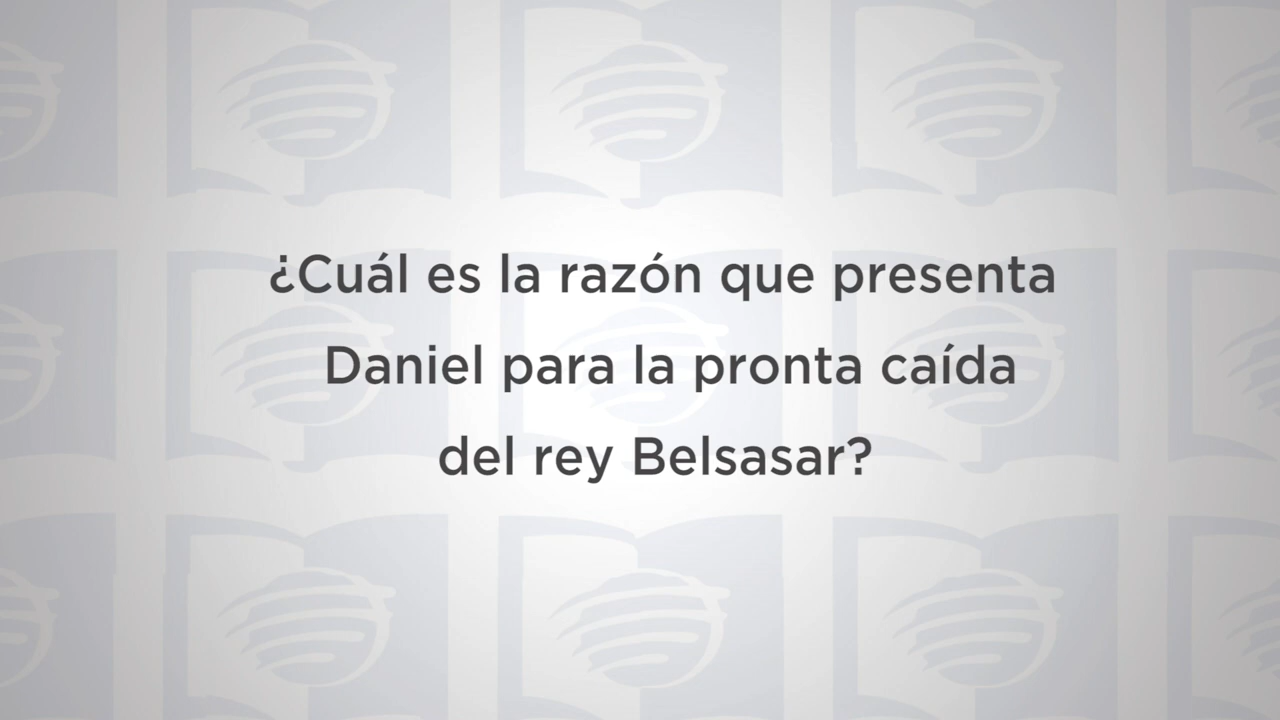 ¿Cuál es la razón que presenta
Daniel para la pronta caída
del rey Belsasar?